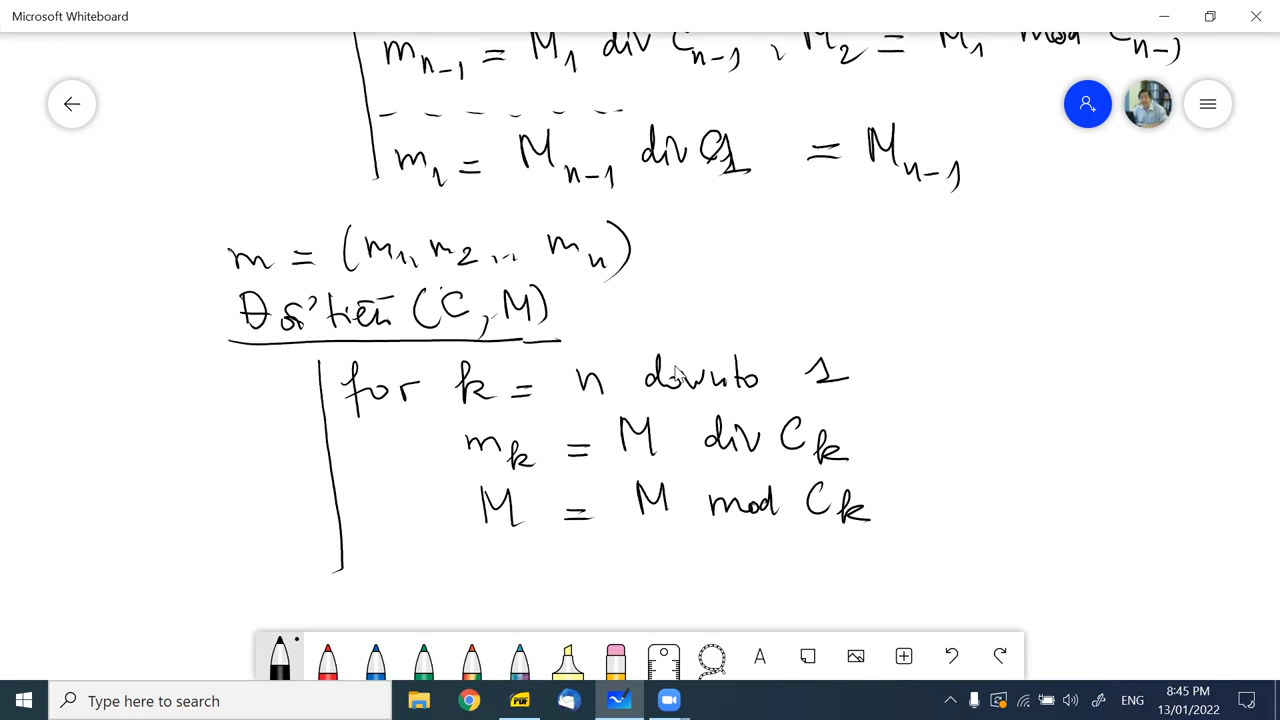 Microsoft Whiteboard
m_{n-1} = M_1 div C_{n-1}, M_2 = M_1 mod C_{n-1}
m_1 = M_{n-1} div C_1 = M_{n-1}
m = (m_1, m_2 ... m_n)
Đổi tiền (C, M)
for k = n downto 1
m_k = M div C_k
M = M mod C_k
A
Type here to search
PDF
ENG
8:45 PM
13/01/2022